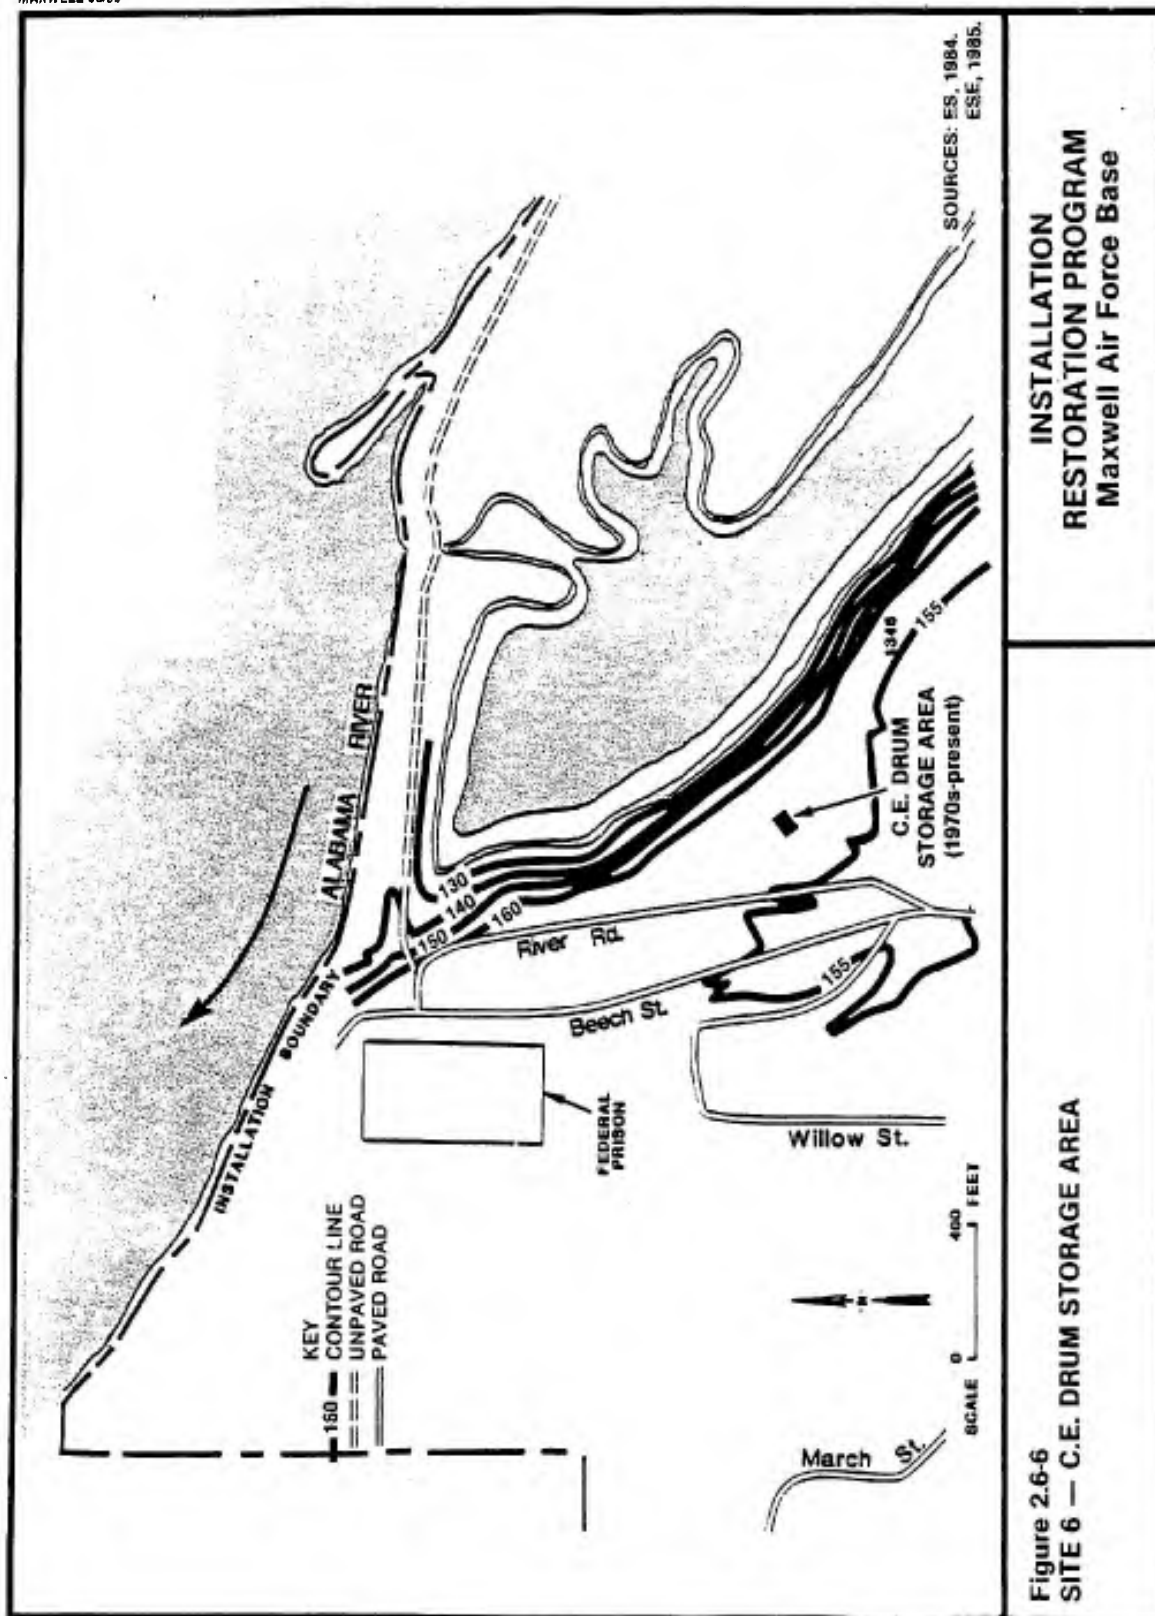 ALABAMA RIVER
INSTALLATION BOUNDARY
130
140
150
160
River Rd.
Beech St.
FEDERAL
PRISON
Willow St.
155
155
1346
C.E. DRUM
STORAGE AREA
(1970s-present)
March St.
KEY
160 CONTOUR LINE
UNPAVED ROAD
PAVED ROAD
SCALE 0 400 FEET
SOURCES: ES, 1984.
ESE, 1985.
Figure 2.6-6
SITE 6 — C.E. DRUM STORAGE AREA
INSTALLATION
RESTORATION PROGRAM
Maxwell Air Force Base